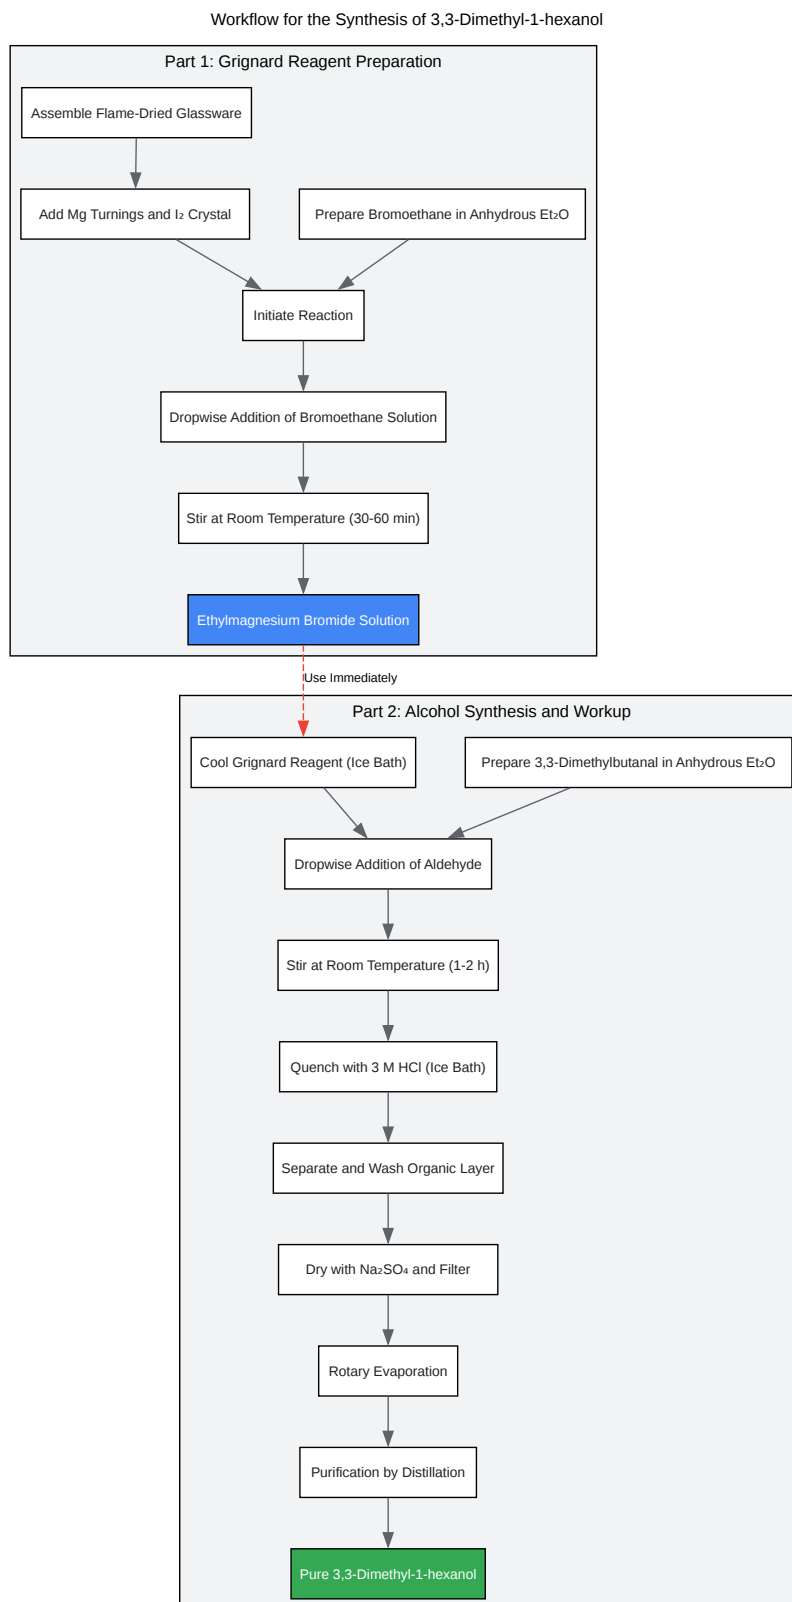 Workflow for the Synthesis of 3,3-Dimethyl-1-hexanol
Part 1: Grignard Reagent Preparation
Assemble Flame-Dried Glassware
Add Mg Turnings and I₂ Crystal
Prepare Bromoethane in Anhydrous Et₂O
Initiate Reaction
Dropwise Addition of Bromoethane Solution
Stir at Room Temperature (30-60 min)
Ethylmagnesium Bromide Solution
Use Immediately
Part 2: Alcohol Synthesis and Workup
Cool Grignard Reagent (Ice Bath)
Prepare 3,3-Dimethylbutanal in Anhydrous Et₂O
Dropwise Addition of Aldehyde
Stir at Room Temperature (1-2 h)
Quench with 3 M HCl (Ice Bath)
Separate and Wash Organic Layer
Dry with Na₂SO₄ and Filter
Rotary Evaporation
Purification by Distillation
Pure 3,3-Dimethyl-1-hexanol